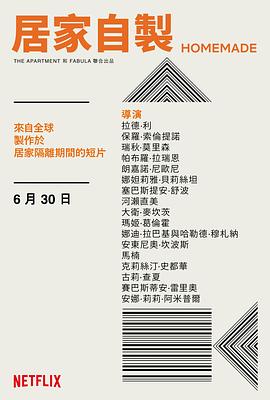 居家自製
HOMEMADE
THE APARTMENT 和 FABULA 聯合出品
來自全球
製作於
居家隔離期間的短片
6 月 30 日
導演
拉德·利
保羅·索倫提諾
瑞秋·莫里森
帕布羅·拉瑞恩
朗嘉諾·尼歐尼
娜妲莉雅·貝莉絲坦
塞巴斯提安·舒波
河瀨直美
大衛·麥坎茨
瑪姬·葛倫霍
娜迪·拉巴基與哈勒德·穆札納
安東尼奧·坎波斯
馬楠
克莉絲汀·史都華
古莉·查夏
賽巴斯蒂安·雷里奧
安娜·莉莉·阿米普爾
NETFLIX